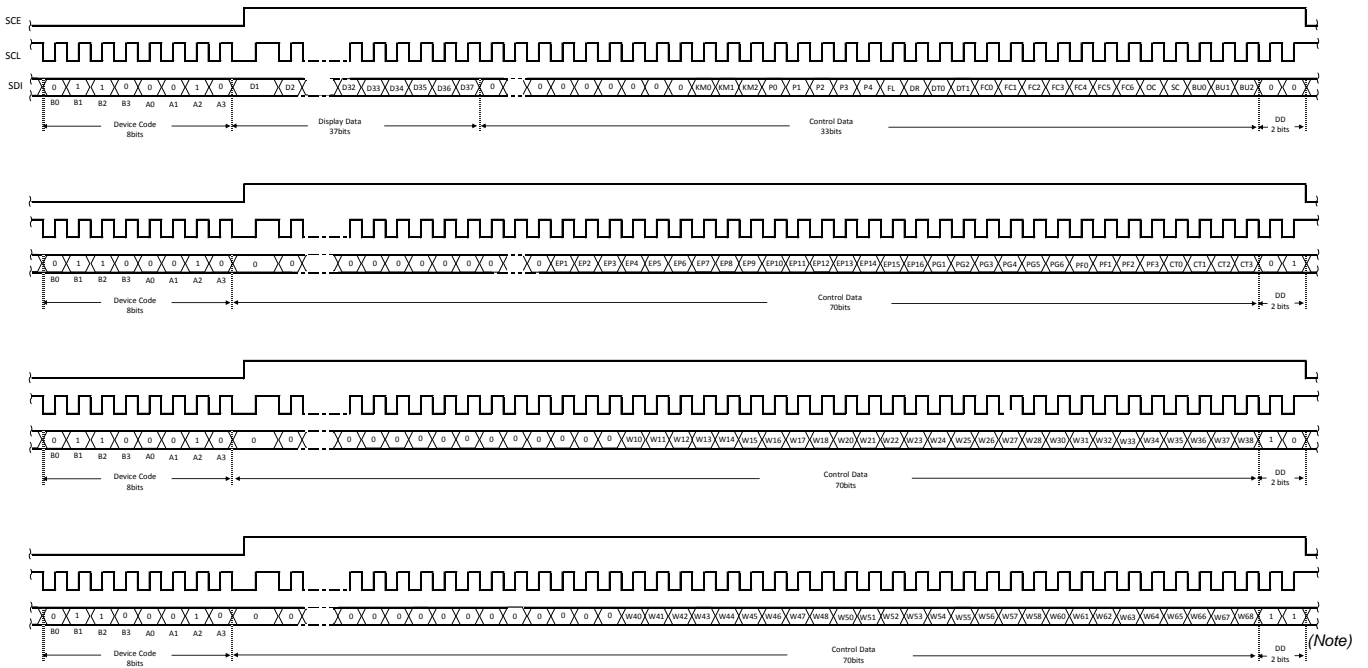 SCE
SCL
SDI 0 1 1 0 0 0 1 0 D1 D2 D32 D33 D34 D35 D36 D37 0 0 0 0 0 0 0 0 KM0 KM1 KM2 P0 P1 P2 P3 P4 FL DR DT0 DT1 FC0 FC1 FC2 FC3 FC4 FC5 FC6 OC SC BU0 BU1 BU2 0 0
B0 B1 B2 B3 A0 A1 A2 A3
Device Code Display Data Control Data DD
8bits 37bits 33bits 2 bits
0 1 1 0 0 0 1 0 0 0 0 0 0 0 0 0 0 0 EP1 EP2 EP3 EP4 EP5 EP6 EP7 EP8 EP9 EP10 EP11 EP12 EP13 EP14 EP15 EP16 PG1 PG2 PG3 PG4 PG5 PG6 PF0 PF1 PF2 PF3 CT0 CT1 CT2 CT3 0 1
B0 B1 B2 B3 A0 A1 A2 A3
Device Code Control Data DD
8bits 70bits 2 bits
0 1 1 0 0 0 1 0 0 0 0 0 0 0 0 0 0 0 0 0 0 0 W10 W11 W12 W13 W14 W15 W16 W17 W18 W20 W21 W22 W23 W24 W25 W26 W27 W28 W30 W31 W32 W33 W34 W35 W36 W37 W38 1 0
B0 B1 B2 B3 A0 A1 A2 A3
Device Code Control Data DD
8bits 70bits 2 bits
0 1 1 0 0 0 1 0 0 0 0 0 0 0 0 0 0 0 0 0 0 0 W40 W41 W42 W43 W44 W45 W46 W47 W48 W50 W51 W52 W53 W54 W55 W56 W57 W58 W60 W61 W62 W63 W64 W65 W66 W67 W68 1 1
B0 B1 B2 B3 A0 A1 A2 A3 (Note)
Device Code Control Data DD
8bits 70bits 2 bits